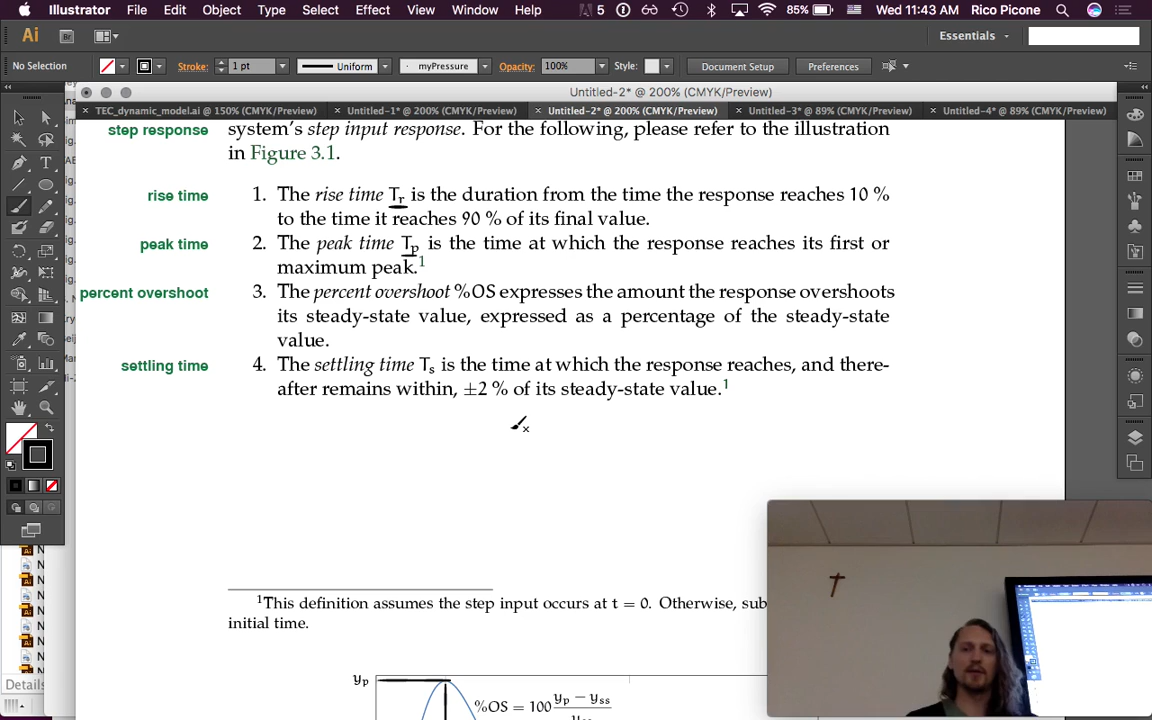 Illustrator File Edit Object Type Select Effect View Window Help 5 85% Wed 11:43 AM Rico Picone
Ai Br Essentials
No Selection Stroke: 1 pt Uniform myPressure Opacity: 100% Style: Document Setup Preferences
Untitled-2* @ 200% (CMYK/Preview)
TEC_dynamic_model.ai @ 150% (CMYK/Preview) Untitled-1* @ 200% (CMYK/Preview) Untitled-2* @ 200% (CMYK/Preview) Untitled-3* @ 89% (CMYK/Preview) Untitled-4* @ 89% (CMYK/Preview)
step response system's step input response. For the following, please refer to the illustration
in Figure 3.1.
rise time 1. The rise time Tr is the duration from the time the response reaches 10 %
to the time it reaches 90 % of its final value.
peak time 2. The peak time Tp is the time at which the response reaches its first or
maximum peak.1
percent overshoot 3. The percent overshoot %OS expresses the amount the response overshoots
its steady-state value, expressed as a percentage of the steady-state
value.
settling time 4. The settling time Ts is the time at which the response reaches, and there-
after remains within, ±2 % of its steady-state value.1
1This definition assumes the step input occurs at t = 0. Otherwise, sub
initial time.
yp
%OS = 100 yp − yss
yss
Details